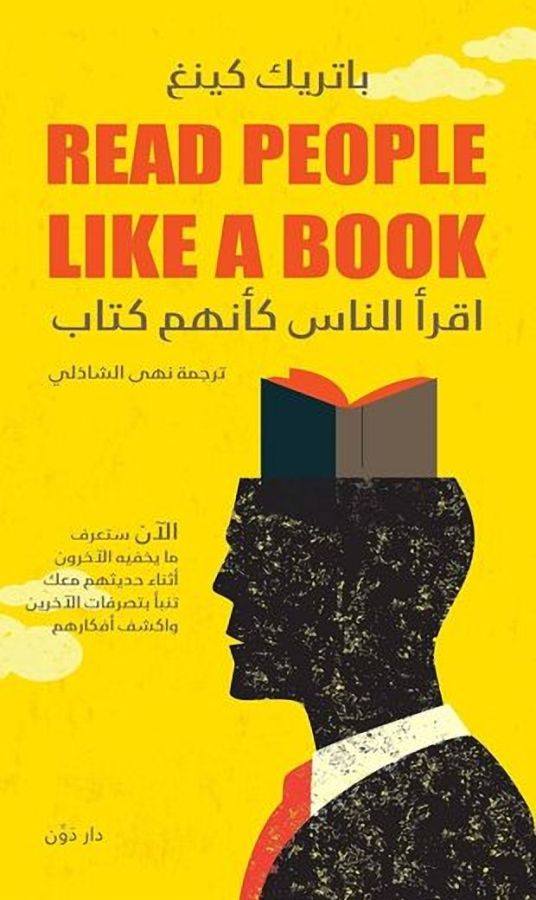 باتريك كينغ
READ PEOPLE
LIKE A BOOK
اقرأ الناس كأنهم كتاب
ترجمة نهى الشاذلي
الآن ستعرف
ما يخفيه الآخرون
أثناء حديثهم معك
تنبأ بتصرفات الآخرين
واكشف أفكارهم
دار دَوِّن